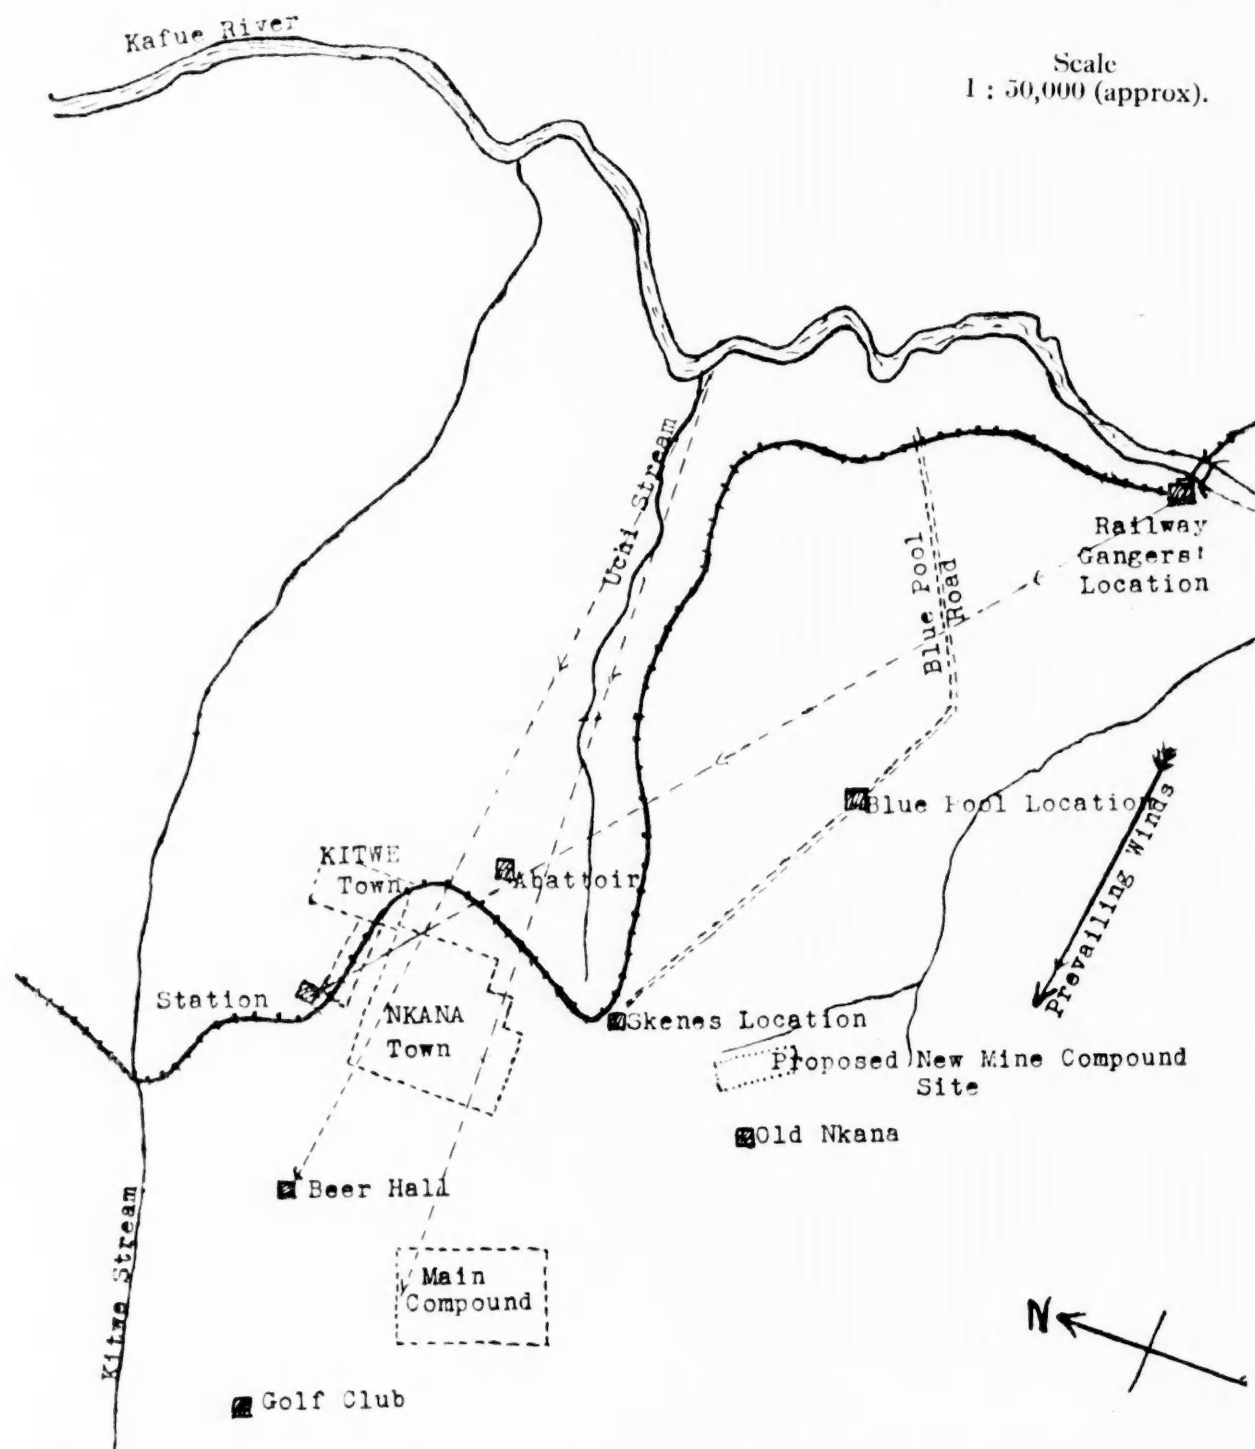 Kafue River
Scale
1 : 50,000 (approx).
Uchi Stream
Blue Pool
Road
Railway
Gangers'
Location
Blue Pool Location
Prevailing Winds
KITWE
Town
Abattoir
Station
NKANA
Town
Skenes Location
Proposed New Mine Compound
Site
Old Nkana
Beer Hall
Main
Compound
Kitwe Stream
Golf Club
N